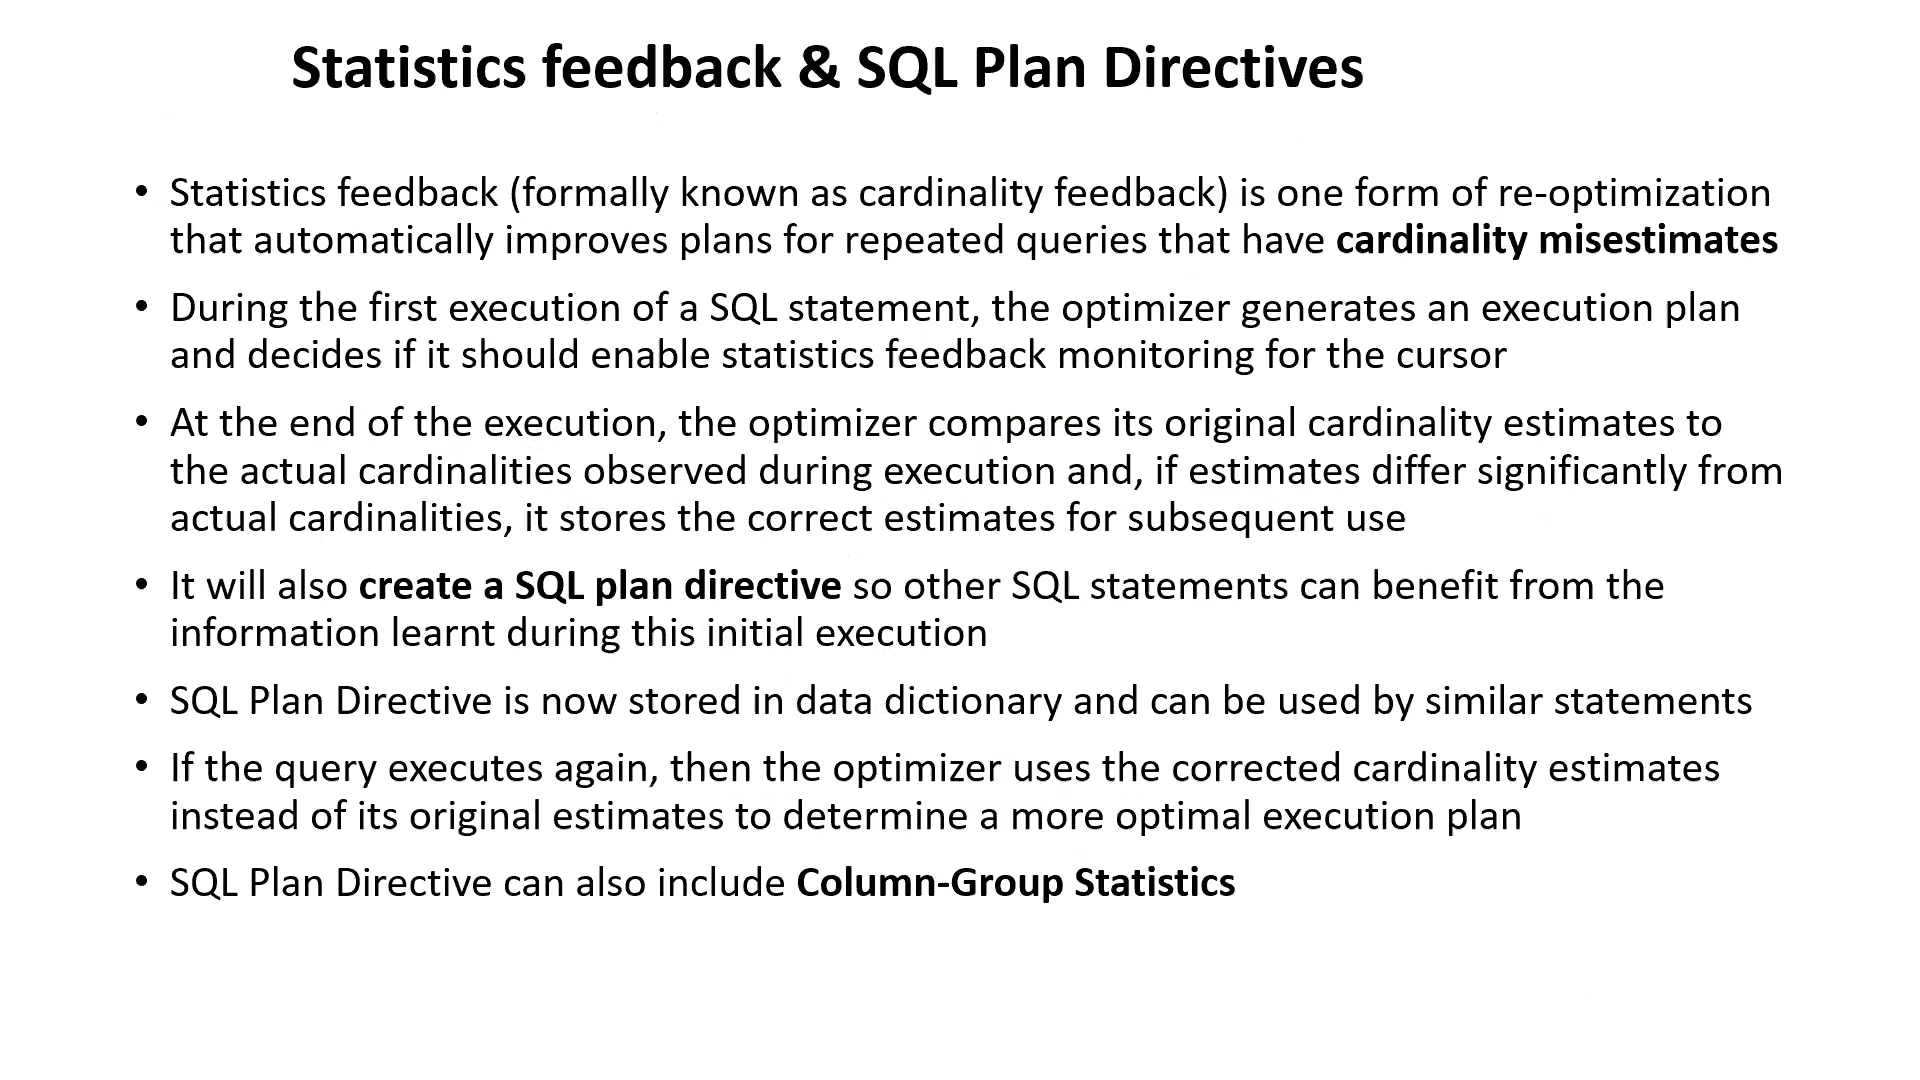 Statistics feedback & SQL Plan Directives
• Statistics feedback (formally known as cardinality feedback) is one form of re-optimization
that automatically improves plans for repeated queries that have cardinality misestimates
• During the first execution of a SQL statement, the optimizer generates an execution plan
and decides if it should enable statistics feedback monitoring for the cursor
• At the end of the execution, the optimizer compares its original cardinality estimates to
the actual cardinalities observed during execution and, if estimates differ significantly from
actual cardinalities, it stores the correct estimates for subsequent use
• It will also create a SQL plan directive so other SQL statements can benefit from the
information learnt during this initial execution
• SQL Plan Directive is now stored in data dictionary and can be used by similar statements
• If the query executes again, then the optimizer uses the corrected cardinality estimates
instead of its original estimates to determine a more optimal execution plan
• SQL Plan Directive can also include Column-Group Statistics